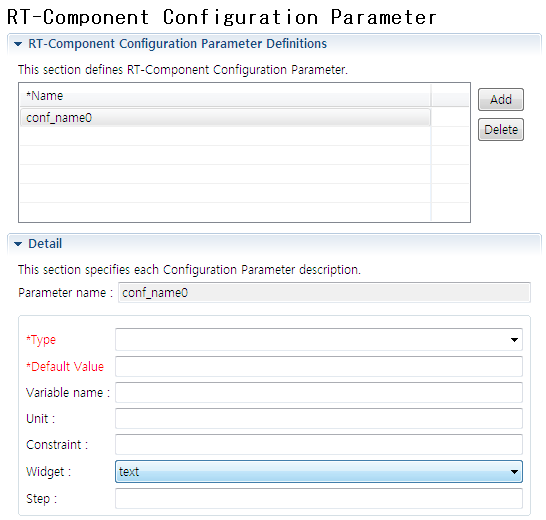 RT-Component Configuration Parameter
RT-Component Configuration Parameter Definitions
This section defines RT-Component Configuration Parameter.
*Name
Add
conf_name0
Delete
Detail
This section specifies each Configuration Parameter description.
Parameter name : conf_name0
*Type
*Default Value
Variable name :
Unit :
Constraint :
Widget : text
Step :